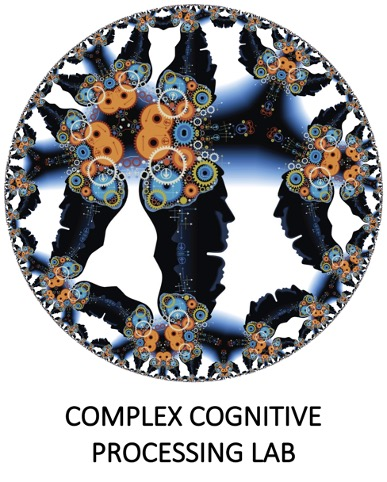 COMPLEX COGNITIVE
PROCESSING LAB